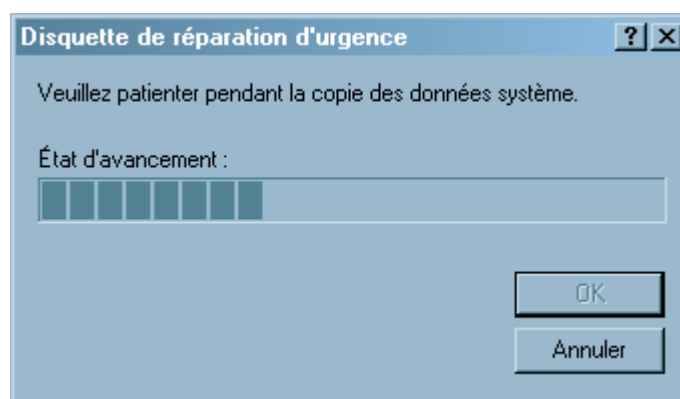 Disquette de réparation d'urgence
Veuillez patienter pendant la copie des données système.
État d'avancement :
OK
Annuler